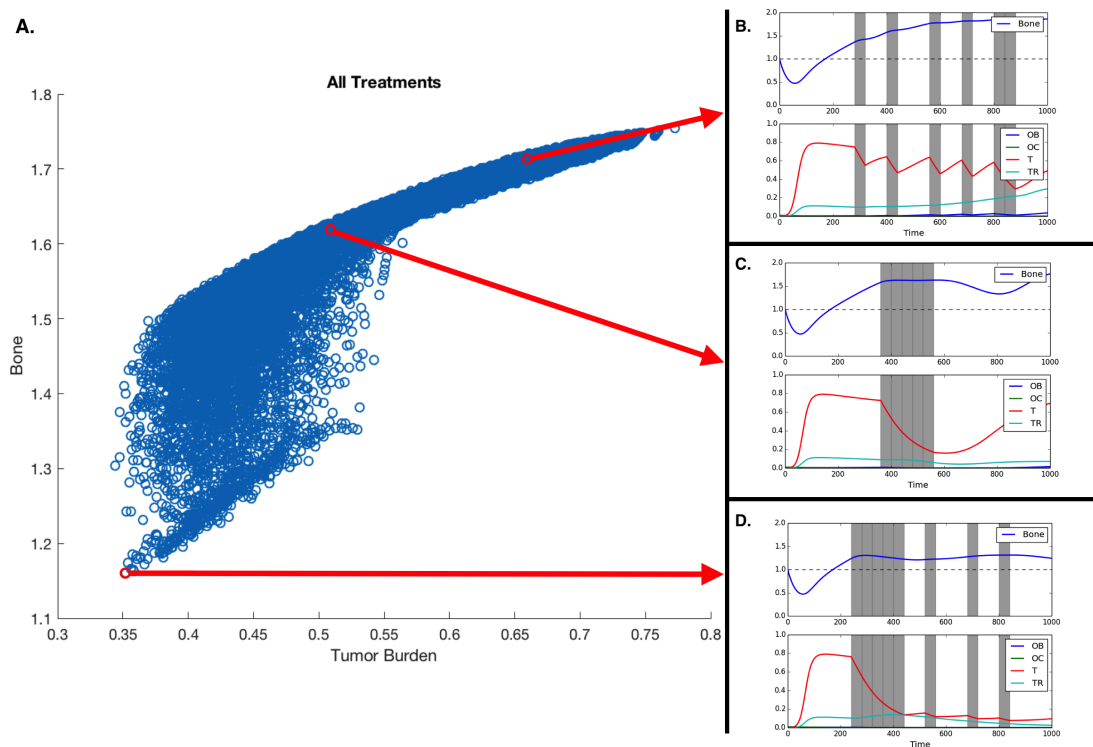 A.
All Treatments
Bone
1.8
1.7
1.6
1.5
1.4
1.3
1.2
1.1
0.3 0.35 0.4 0.45 0.5 0.55 0.6 0.65 0.7 0.75 0.8
Tumor Burden
B.
2.0
1.5
1.0
0.5
0.0
Bone
0 200 400 600 800 1000
1.0
0.8
0.6
0.4
0.2
0.0
OB
OC
T
TR
0 200 400 600 800 1000
Time
C.
2.0
1.5
1.0
0.5
0.0
Bone
0 200 400 600 800 1000
1.0
0.8
0.6
0.4
0.2
0.0
OB
OC
T
TR
0 200 400 600 800 1000
Time
D.
2.0
1.5
1.0
0.5
0.0
Bone
0 200 400 600 800 1000
1.0
0.8
0.6
0.4
0.2
0.0
OB
OC
T
TR
0 200 400 600 800 1000
Time